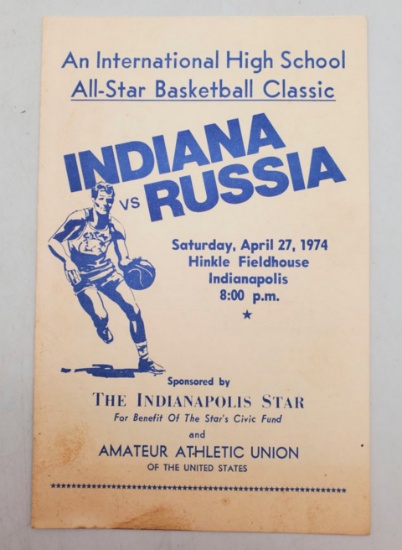 An International High School
All-Star Basketball Classic
INDIANA
vs RUSSIA
Saturday, April 27, 1974
Hinkle Fieldhouse
Indianapolis
8:00 p.m.
Sponsored by
THE INDIANAPOLIS STAR
For Benefit Of The Star's Civic Fund
and
AMATEUR ATHLETIC UNION
OF THE UNITED STATES